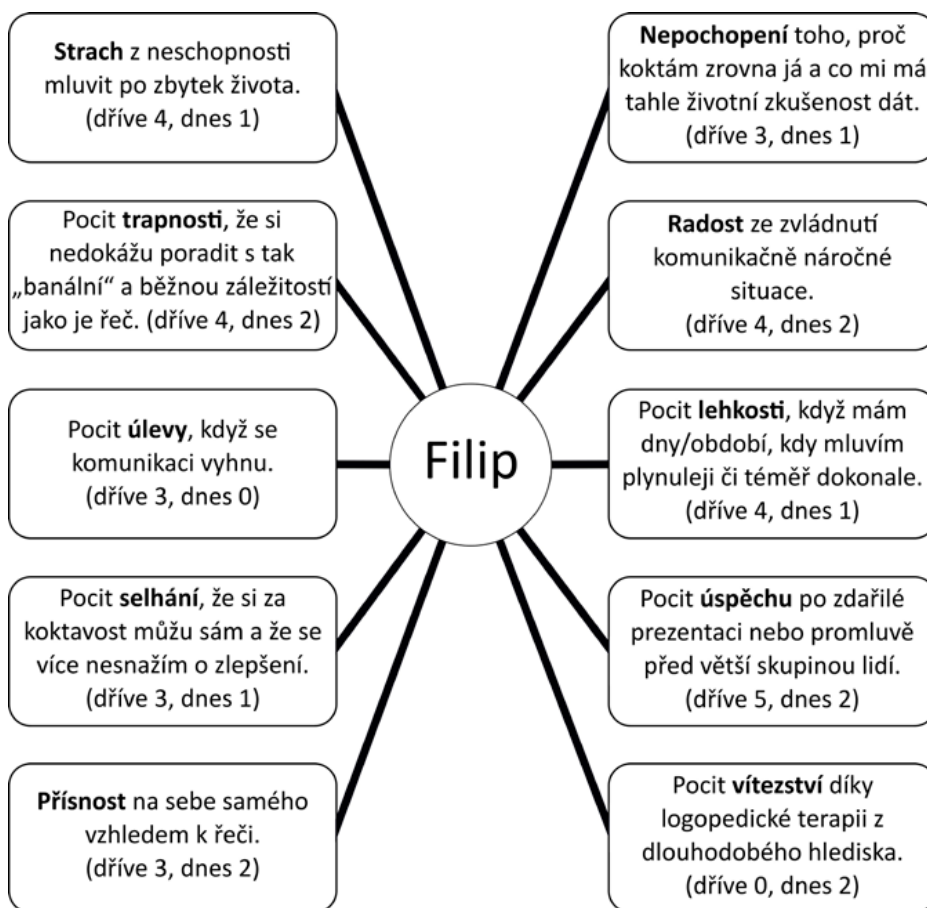 Strach z neschopnosti
mluvit po zbytek života.
(dříve 4, dnes 1)
Nepochopení toho, proč
koktám zrovna já a co mi má
tahle životní zkušenost dát.
(dříve 3, dnes 1)
Pocit trapnosti, že si
nedokážu poradit s tak
„banální“ a běžnou záležitostí
jako je řeč. (dříve 4, dnes 2)
Radost ze zvládnutí
komunikačně náročné
situace.
(dříve 4, dnes 2)
Pocit úlevy, když se
komunikaci vyhnu.
(dříve 3, dnes 0)
Filip
Pocit lehkosti, když mám
dny/období, kdy mluvím
plynuleji či téměř dokonale.
(dříve 4, dnes 1)
Pocit selhání, že si za
koktavost můžu sám a že se
více nesnažím o zlepšení.
(dříve 3, dnes 1)
Pocit úspěchu po zdařilé
prezentaci nebo promluvě
před větší skupinou lidí.
(dříve 5, dnes 2)
Přísnost na sebe samého
vzhledem k řeči.
(dříve 3, dnes 2)
Pocit vítezství díky
logopedické terapii z
dlouhodobého hlediska.
(dříve 0, dnes 2)